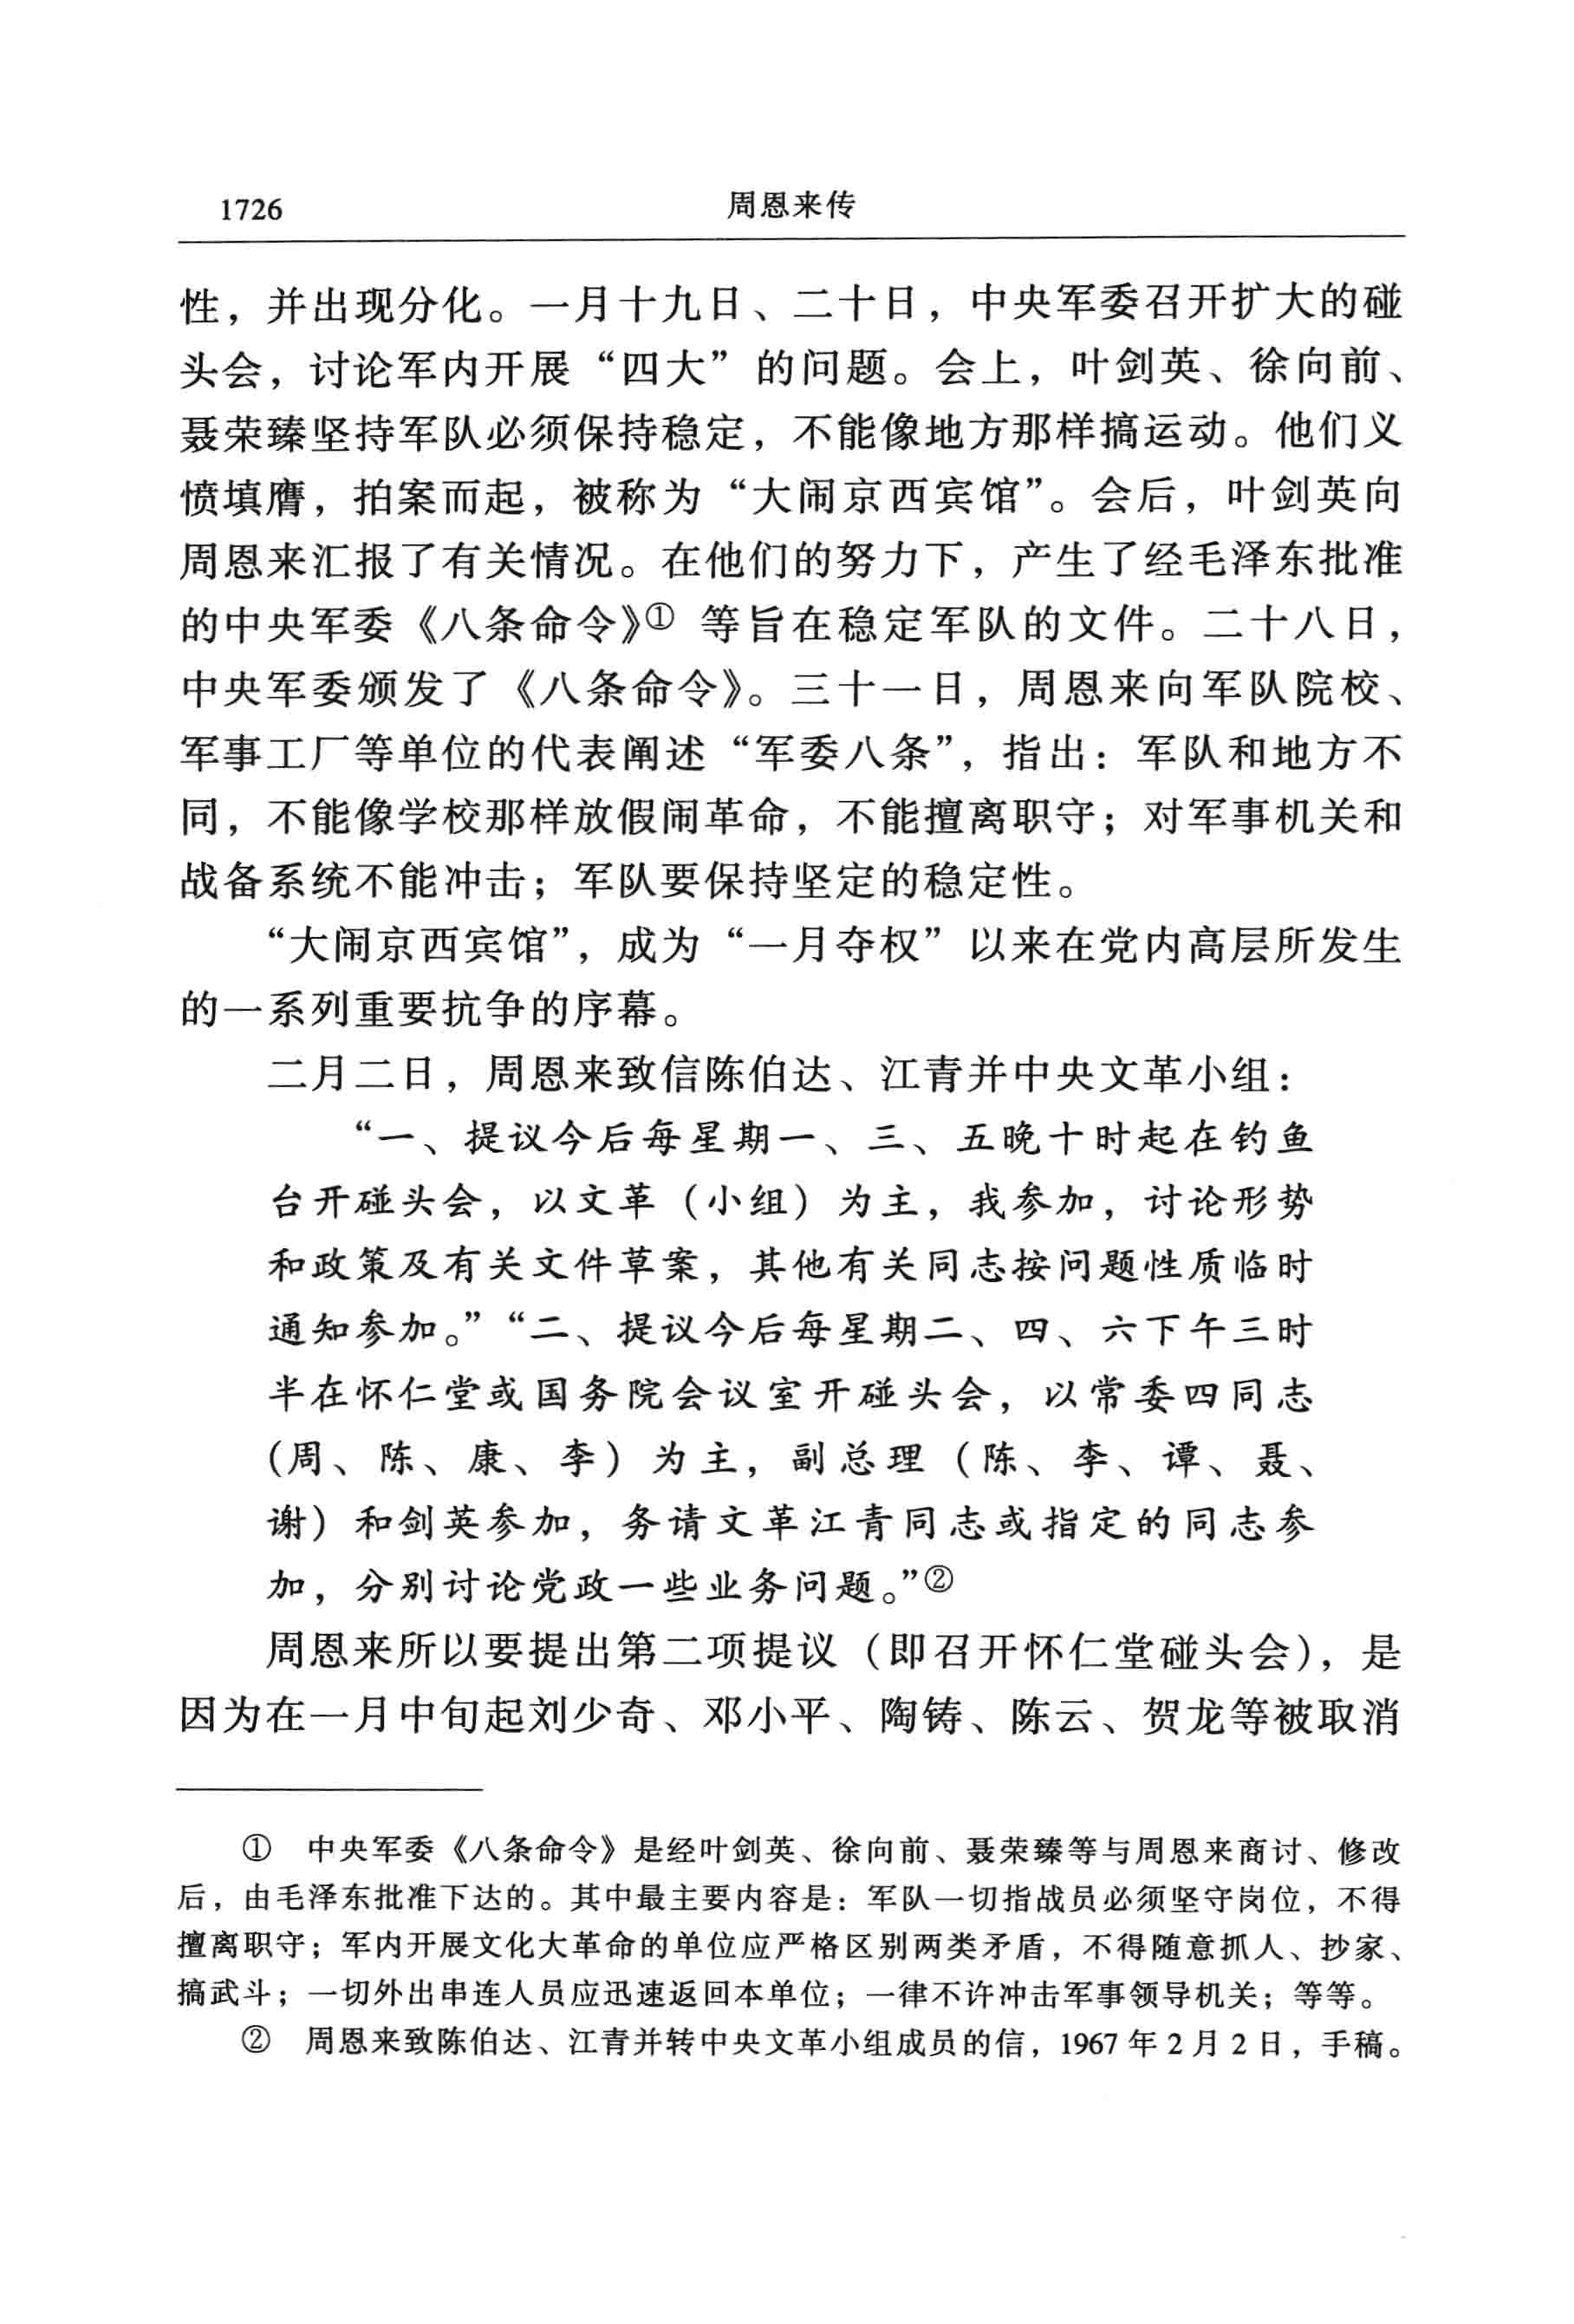 1726
周恩来传
性，并出现分化。一月十九日、二十日，中央军委召开扩大的碰
头会，讨论军内开展“四大”的问题。会上，叶剑英、徐向前、
聂荣臻坚持军队必须保持稳定，不能像地方那样搞运动。他们义
愤填膺，拍案而起，被称为“大闹京西宾馆”。会后，叶剑英向
周恩来汇报了有关情况。在他们的努力下，产生了经毛泽东批准
的中央军委《八条命令》①等旨在稳定军队的文件。二十八日，
中央军委颁发了《八条命令》。三十一日，周恩来向军队院校、
军事工厂等单位的代表阐述“军委八条”，指出：军队和地方不
同，不能像学校那样放假闹革命，不能擅离职守；对军事机关和
战备系统不能冲击；军队要保持坚定的稳定性。
“大闹京西宾馆”，成为“一月夺权”以来在党内高层所发生
的一系列重要抗争的序幕。
二月二日，周恩来致信陈伯达、江青并中央文革小组：
“一、提议今后每星期一、三、五晚十时起在钓鱼
台开碰头会，以文革（小组）为主，我参加，讨论形势
和政策及有关文件草案，其他有关同志按问题性质临时
通知参加。”“二、提议今后每星期二、四、六下午三时
半在怀仁堂或国务院会议室开碰头会，以常委四同志
（周、陈、康、李）为主，副总理（陈、李、谭、聂、
谢）和剑英参加，务请文革江青同志或指定的同志参
加，分别讨论党政一些业务问题。”②
周恩来所以要提出第二项提议（即召开怀仁堂碰头会），是
因为在一月中旬起刘少奇、邓小平、陶铸、陈云、贺龙等被取消
① 中央军委《八条命令》是经叶剑英、徐向前、聂荣臻等与周恩来商讨、修改
后，由毛泽东批准下达的。其中最主要内容是：军队一切指战员必须坚守岗位，不得
擅离职守；军内开展文化大革命的单位应严格区别两类矛盾，不得随意抓人、抄家、
搞武斗；一切外出串连人员应迅速返回本单位；一律不许冲击军事领导机关；等等。
② 周恩来致陈伯达、江青并转中央文革小组成员的信，1967年2月2日，手稿。